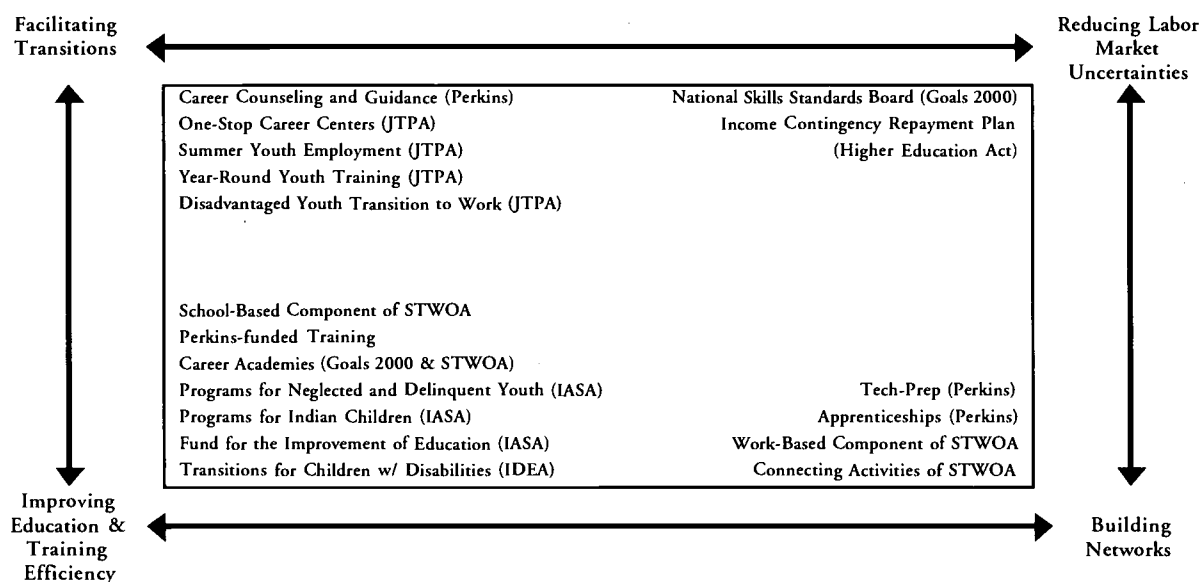 Facilitating
Transitions
Reducing Labor
Market
Uncertainties
Career Counseling and Guidance (Perkins)
One-Stop Career Centers (JTPA)
Summer Youth Employment (JTPA)
Year-Round Youth Training (JTPA)
Disadvantaged Youth Transition to Work (JTPA)
National Skills Standards Board (Goals 2000)
Income Contingency Repayment Plan
(Higher Education Act)
School-Based Component of STWOA
Perkins-funded Training
Career Academies (Goals 2000 & STWOA)
Programs for Neglected and Delinquent Youth (IASA)
Programs for Indian Children (IASA)
Fund for the Improvement of Education (IASA)
Transitions for Children w/ Disabilities (IDEA)
Tech-Prep (Perkins)
Apprenticeships (Perkins)
Work-Based Component of STWOA
Connecting Activities of STWOA
Improving
Education &
Training
Efficiency
Building
Networks